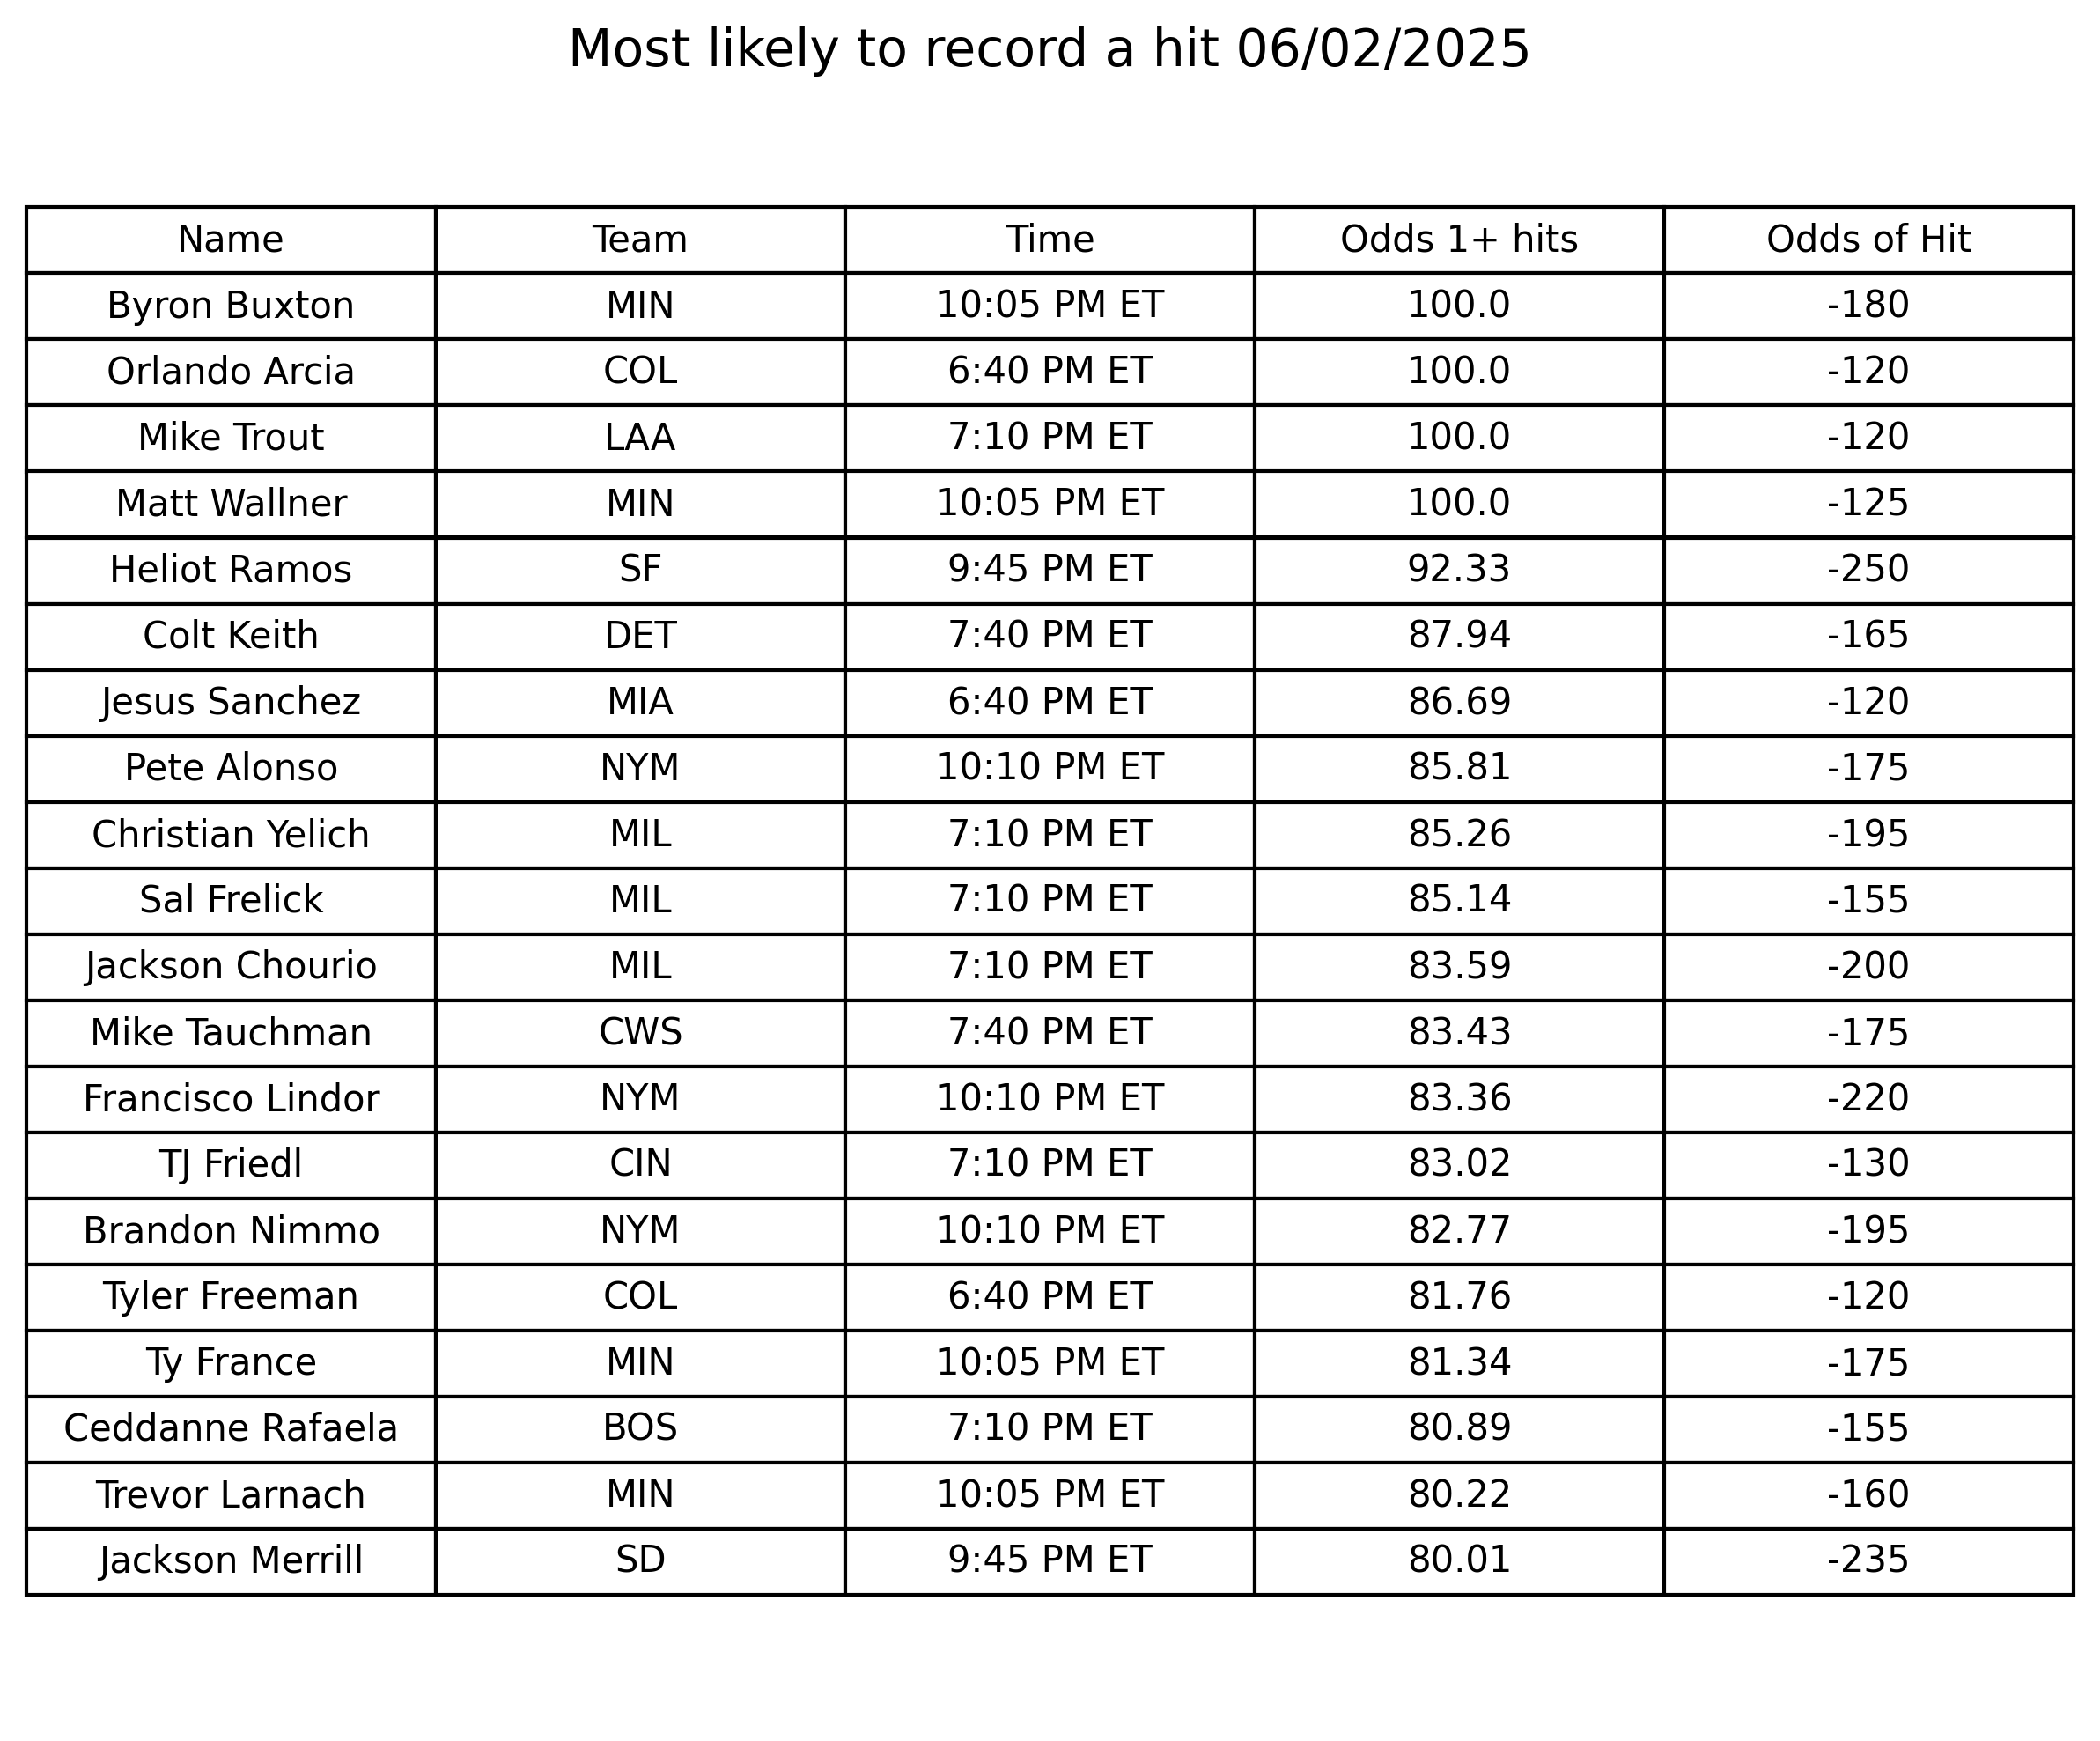 Most likely to record a hit 06/02/2025
Name Team Time Odds 1+ hits Odds of Hit
Byron Buxton MIN 10:05 PM ET 100.0 -180
Orlando Arcia COL 6:40 PM ET 100.0 -120
Mike Trout LAA 7:10 PM ET 100.0 -120
Matt Wallner MIN 10:05 PM ET 100.0 -125
Heliot Ramos SF 9:45 PM ET 92.33 -250
Colt Keith DET 7:40 PM ET 87.94 -165
Jesus Sanchez MIA 6:40 PM ET 86.69 -120
Pete Alonso NYM 10:10 PM ET 85.81 -175
Christian Yelich MIL 7:10 PM ET 85.26 -195
Sal Frelick MIL 7:10 PM ET 85.14 -155
Jackson Chourio MIL 7:10 PM ET 83.59 -200
Mike Tauchman CWS 7:40 PM ET 83.43 -175
Francisco Lindor NYM 10:10 PM ET 83.36 -220
TJ Friedl CIN 7:10 PM ET 83.02 -130
Brandon Nimmo NYM 10:10 PM ET 82.77 -195
Tyler Freeman COL 6:40 PM ET 81.76 -120
Ty France MIN 10:05 PM ET 81.34 -175
Ceddanne Rafaela BOS 7:10 PM ET 80.89 -155
Trevor Larnach MIN 10:05 PM ET 80.22 -160
Jackson Merrill SD 9:45 PM ET 80.01 -235